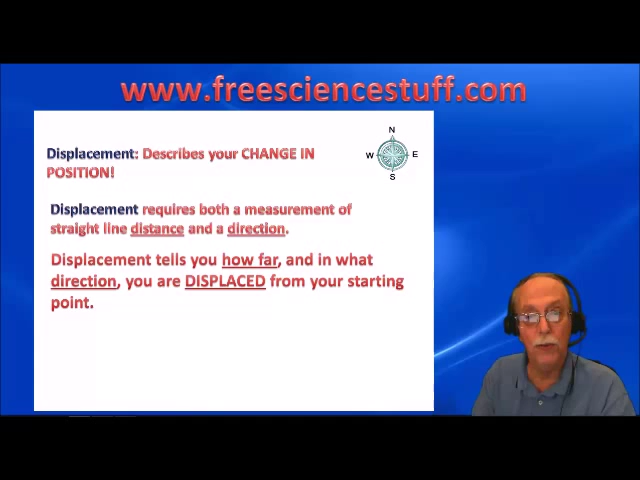 www.freesciencestuff.com
Displacement: Describes your CHANGE IN
POSITION!
N
W
E
S
Displacement requires both a measurement of
straight line distance and a direction.
Displacement tells you how far, and in what
direction, you are DISPLACED from your starting
point.